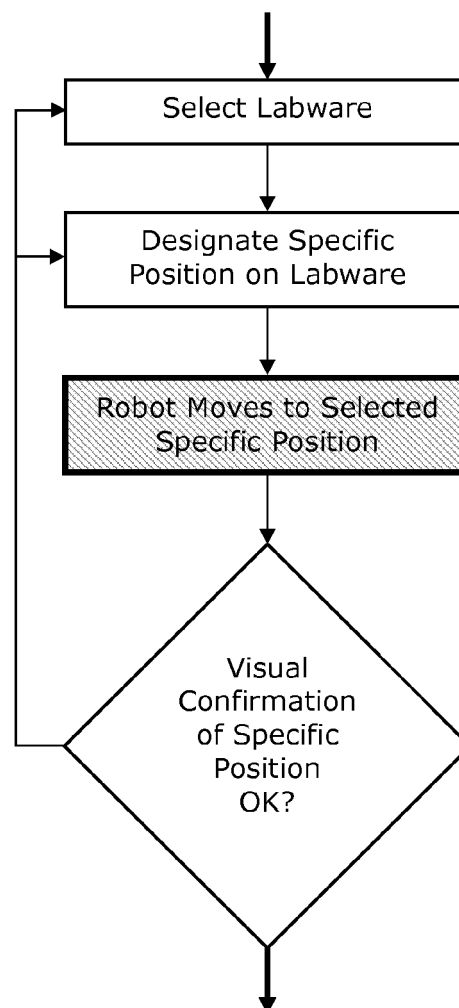 Select Labware
Designate Specific
Position on Labware
Robot Moves to Selected
Specific Position
Visual
Confirmation
of Specific
Position
OK?